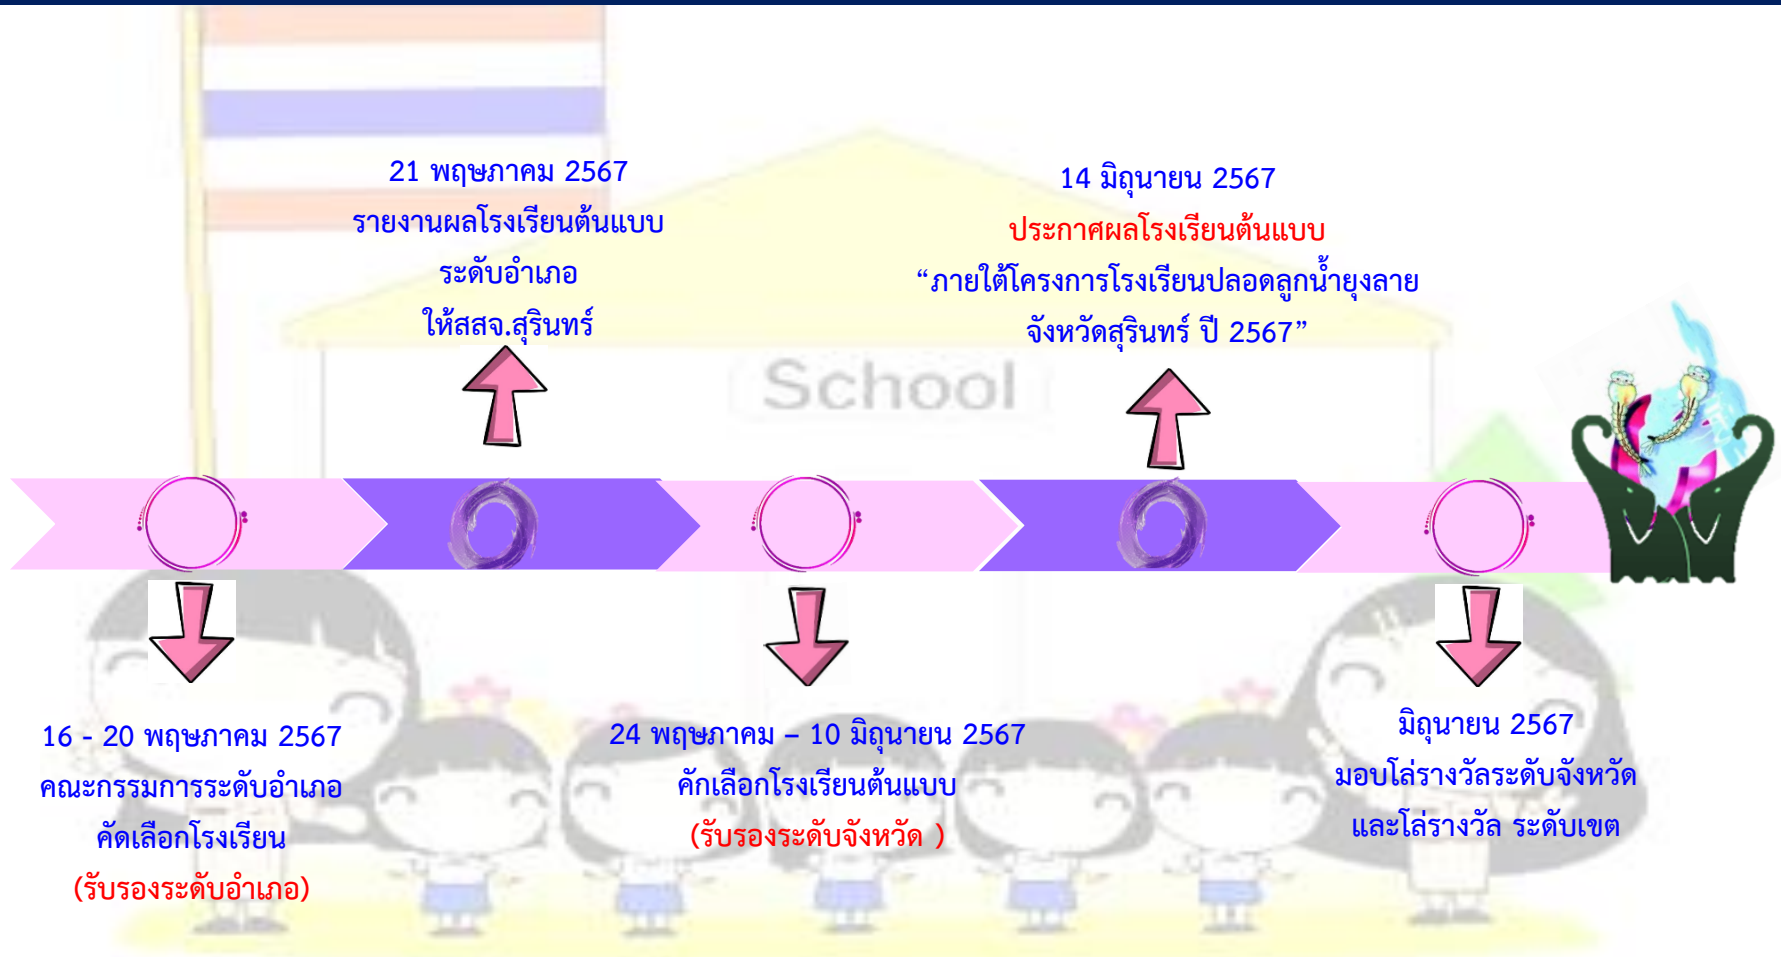 21 พฤษภาคม 2567
รายงานผลโรงเรียนต้นแบบ
ระดับอำเภอ
ให้สสจ.สุรินทร์
14 มิถุนายน 2567
ประกาศผลโรงเรียนต้นแบบ
“ภายใต้โครงการโรงเรียนปลอดลูกน้ำยุงลาย
จังหวัดสุรินทร์ ปี 2567”
School
16 - 20 พฤษภาคม 2567
คณะกรรมการระดับอำเภอ
คัดเลือกโรงเรียน
(รับรองระดับอำเภอ)
24 พฤษภาคม – 10 มิถุนายน 2567
คักเลือกโรงเรียนต้นแบบ
(รับรองระดับจังหวัด )
มิถุนายน 2567
มอบโล่รางวัลระดับจังหวัด
และโล่รางวัล ระดับเขต